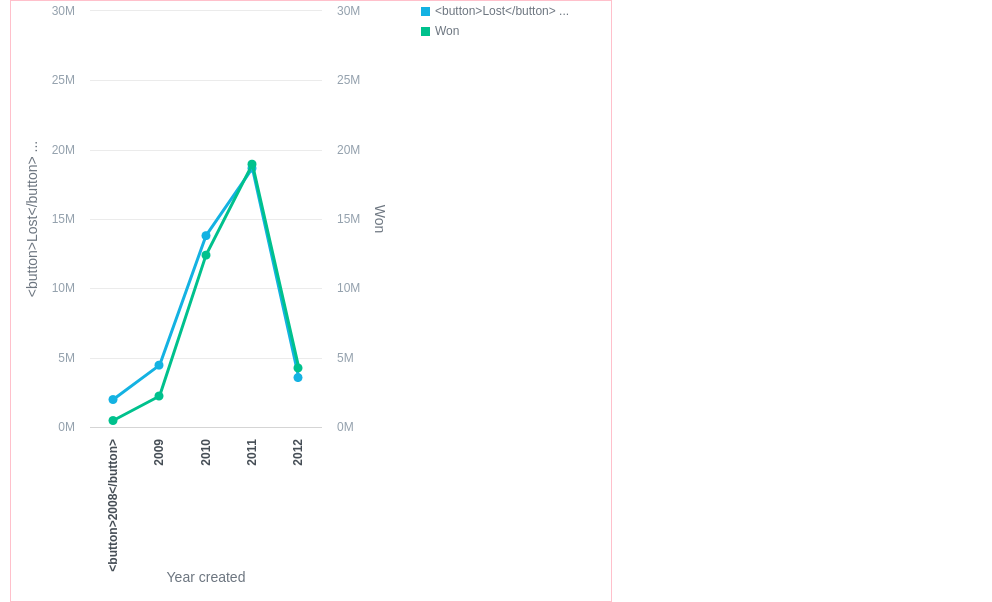 30M
25M
20M
15M
10M
5M
0M
<button>Lost</button> ...
30M
25M
20M
15M
10M
5M
0M
Won
<button>Lost</button> ...
Won
<button>2008</button>
2009
2010
2011
2012
Year created